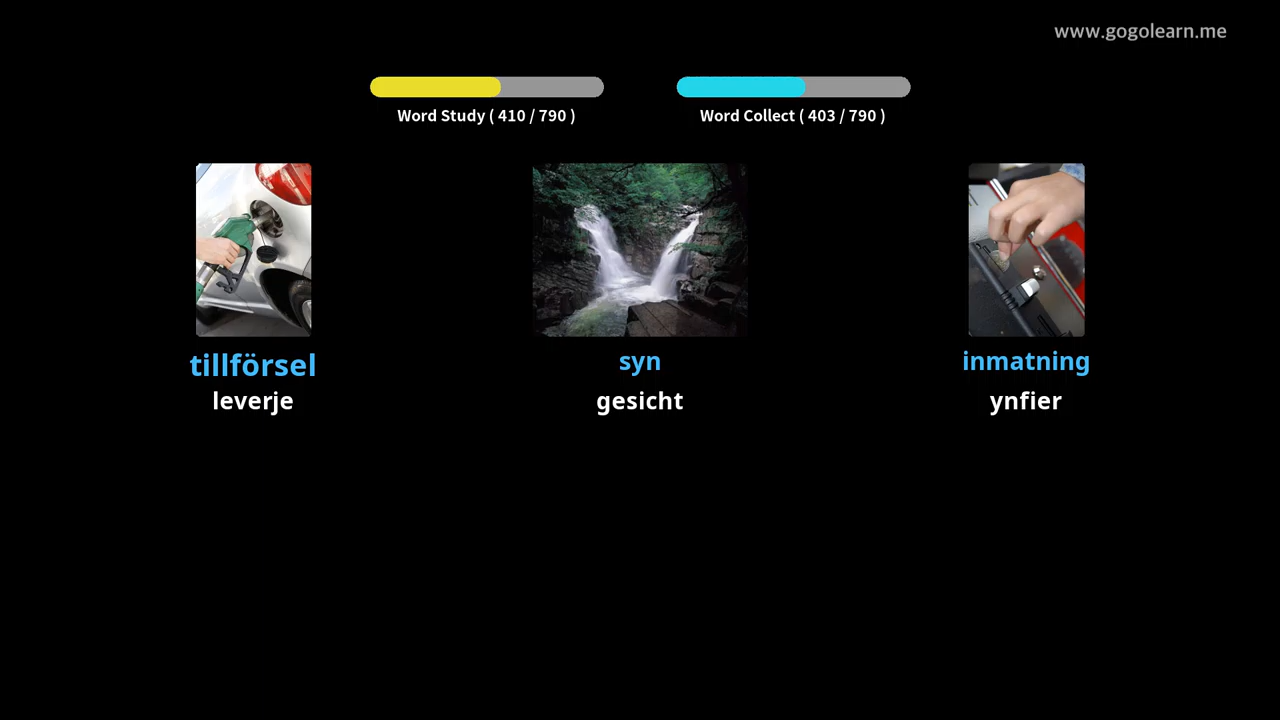 www.gogolearn.me
Word Study ( 410 / 790 )
Word Collect ( 403 / 790 )
tillförsel
leverje
syn
gesicht
inmatning
ynfier